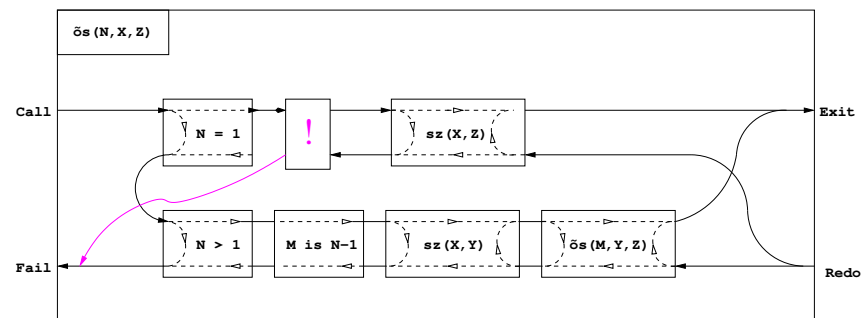 õs(N,X,Z)
Call
Exit
N = 1
!
sz(X,Z)
N > 1
M is N−1
sz(X,Y)
õs(M,Y,Z)
Fail
Redo